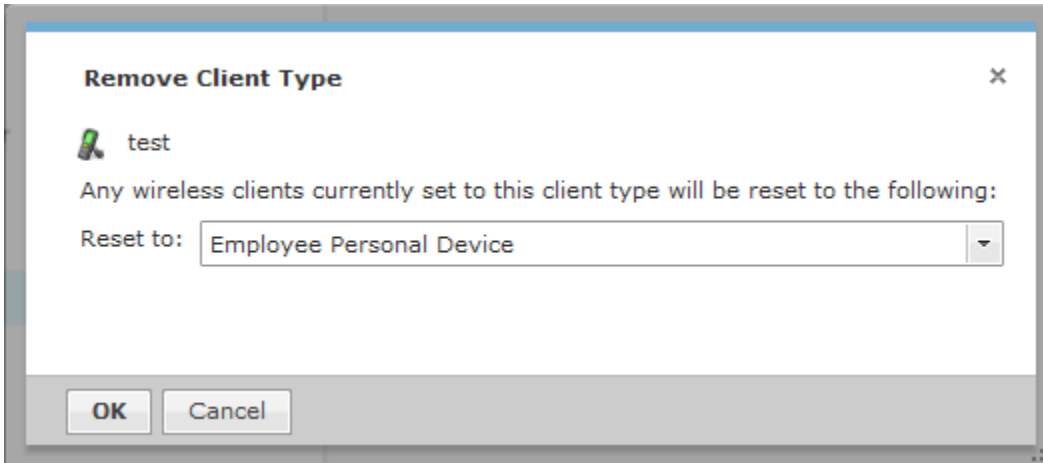 Remove Client Type
test
Any wireless clients currently set to this client type will be reset to the following:
Reset to: Employee Personal Device
OK Cancel